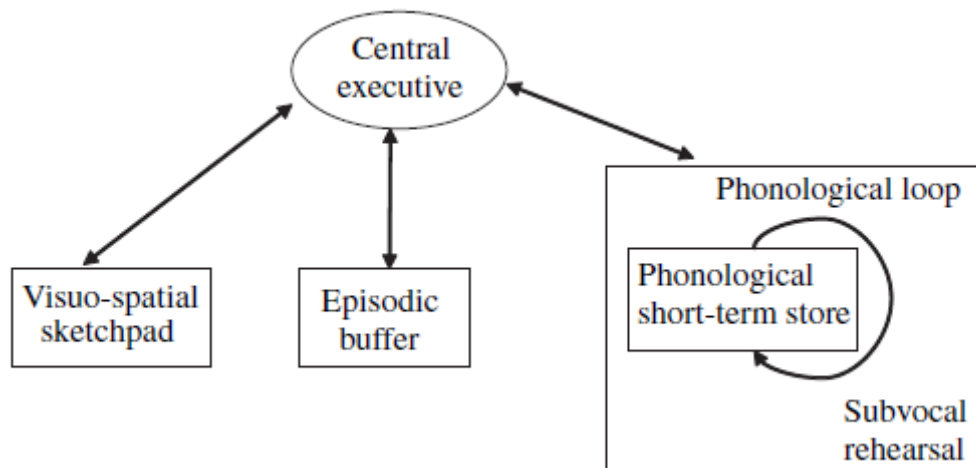 Central
executive
Visuo-spatial
sketchpad
Episodic
buffer
Phonological loop
Phonological
short-term store
Subvocal
rehearsal